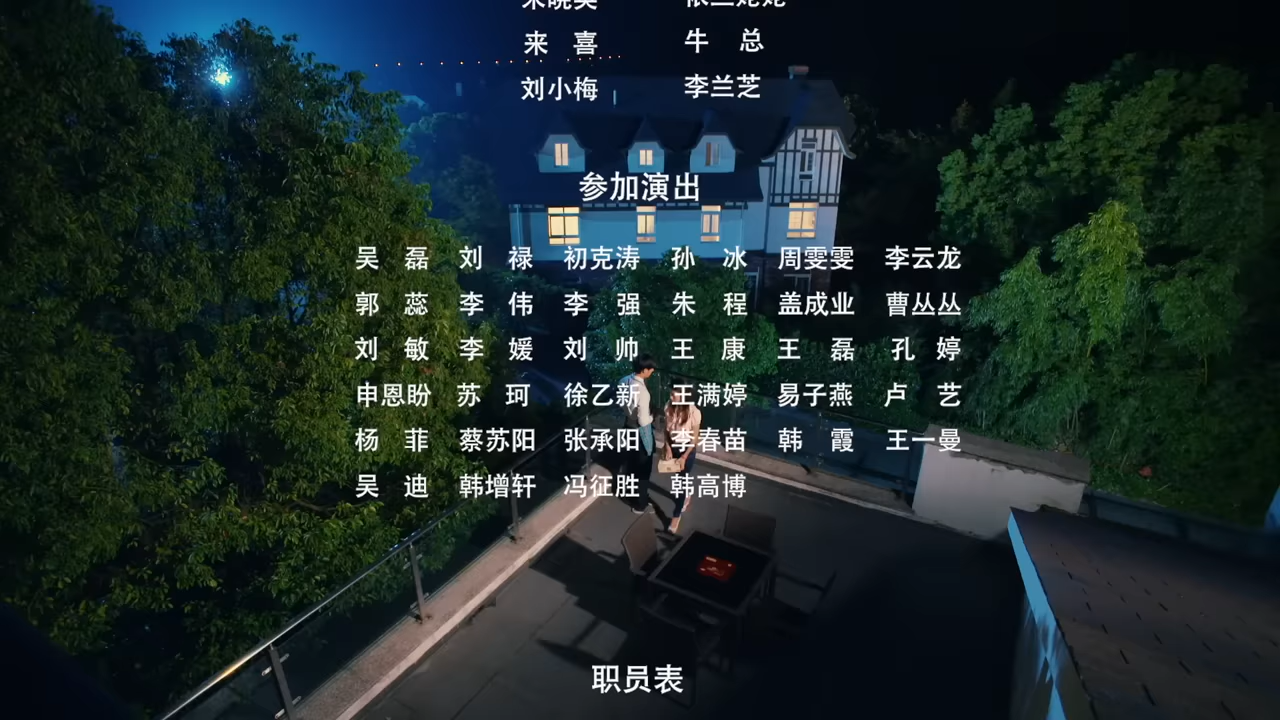 来　喜　牛　总
刘小梅　李兰芝
参加演出
吴　磊　刘　禄　初克涛　孙　冰　周雯雯　李云龙
郭　蕊　李　伟　李　强　朱　程　盖成业　曹丛丛
刘　敏　李　媛　刘　帅　王　康　王　磊　孔　婷
申恩盼　苏　珂　徐乙新　王满婷　易子燕　卢　艺
杨　菲　蔡苏阳　张承阳　李春苗　韩　霞　王一曼
吴　迪　韩增轩　冯征胜　韩高博
职员表